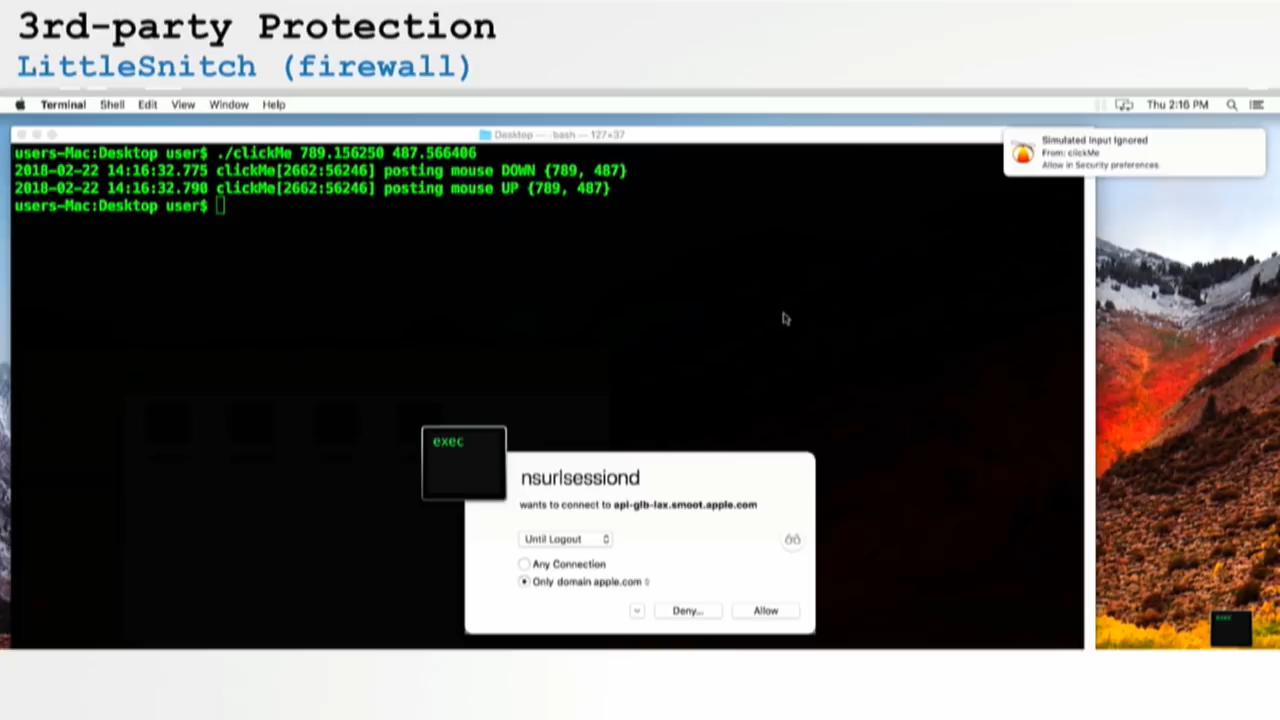 3rd-party Protection
LittleSnitch (firewall)
Terminal Shell Edit View Window Help
Thu 2:16 PM
Desktop — bash — 127×37
Simulated Input Ignored
From: clickMe
Allow in Security preferences
users-Mac:Desktop user$ ./clickMe 789.156250 487.566406
2018-02-22 14:16:32.775 clickMe[2662:56246] posting mouse DOWN {789, 487}
2018-02-22 14:16:32.790 clickMe[2662:56246] posting mouse UP {789, 487}
users-Mac:Desktop user$
exec
nsurlsessiond
wants to connect to api-glb-lax.smoot.apple.com
Until Logout
Any Connection
Only domain apple.com
Deny...
Allow
exec